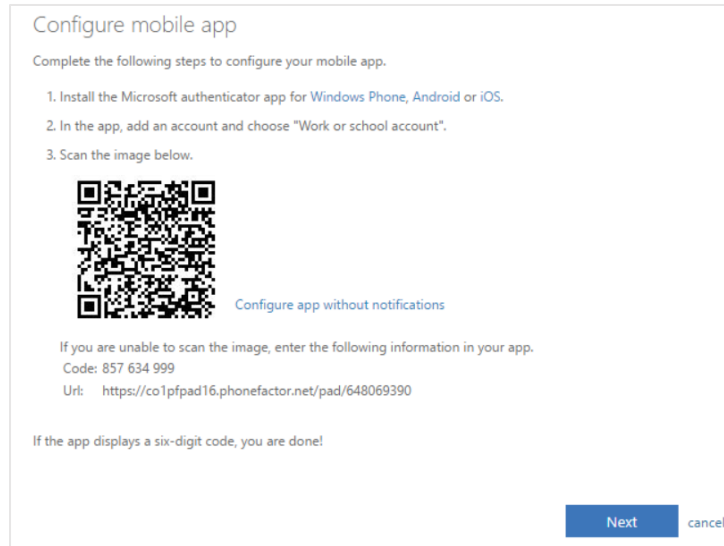 Configure mobile app
Complete the following steps to configure your mobile app.
1. Install the Microsoft authenticator app for Windows Phone, Android or iOS.
2. In the app, add an account and choose "Work or school account".
3. Scan the image below.
Configure app without notifications
If you are unable to scan the image, enter the following information in your app.
Code: 857 634 999
Url: https://co1pfpad16.phonefactor.net/pad/648069390
If the app displays a six-digit code, you are done!
Next cancel